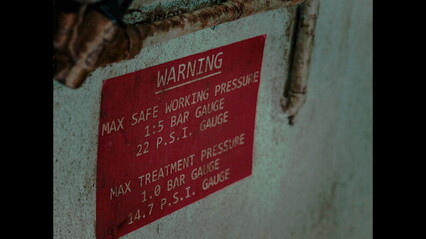 WARNING
MAX SAFE WORKING PRESSURE
1:5 BAR GAUGE
22 P.S.I. GAUGE
MAX TREATMENT PRESSURE
1.0 BAR GAUGE
14.7 P.S.I. GAUGE